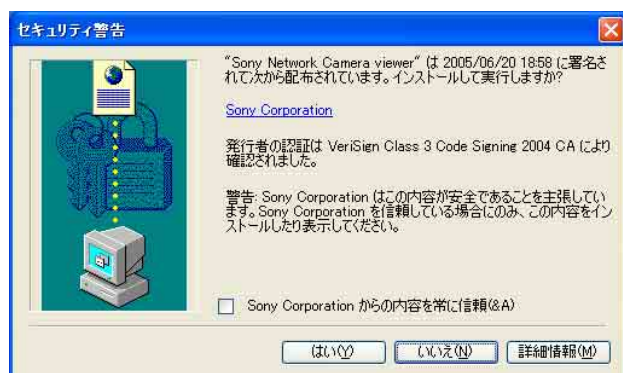 セキュリティ警告
"Sony Network Camera viewer" は 2005/06/20 18:58 に署名さ
れて次から配布されています。インストールして実行しますか?
Sony Corporation
発行者の認証は VeriSign Class 3 Code Signing 2004 CA により
確認されました。
警告: Sony Corporation はこの内容が安全であることを主張してい
ます。Sony Corporation を信頼している場合にのみ、この内容をイン
ストールしたり表示してください。
Sony Corporation からの内容を常に信頼(&A)
はい(Y)
いいえ(N)
詳細情報(M)